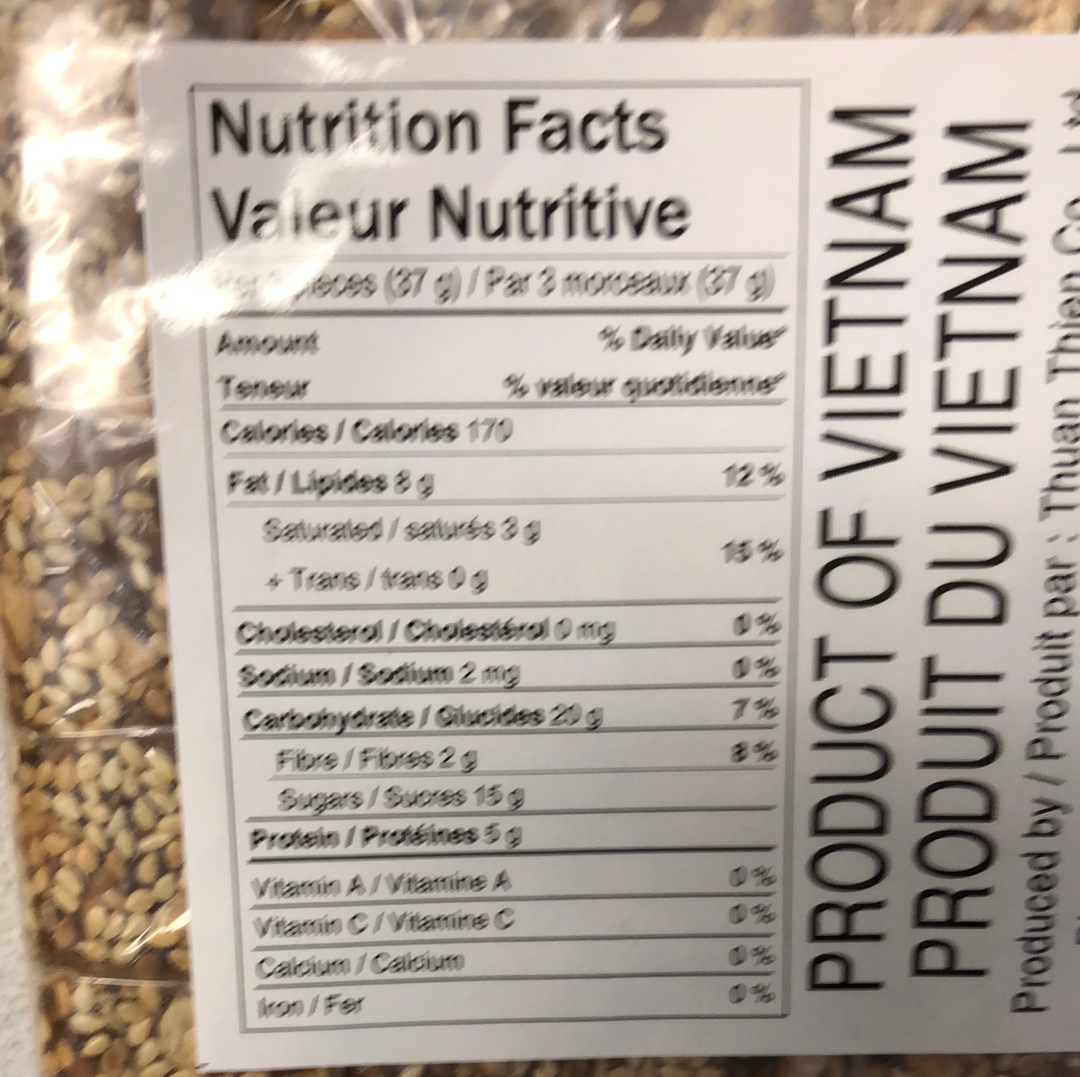 Nutrition Facts
Valeur Nutritive
(37 g) / Par 3 morceaux (37 g)
Amount % Daily Value*
Teneur % valeur quotidienne*
Calories / Calories 170
Fat / Lipides 8 g 12 %
Saturated / saturés 3 g
+ Trans / trans 0 g 15 %
Cholesterol / Cholestérol 0 mg 0 %
Sodium / Sodium 2 mg 0 %
Carbohydrate / Glucides 20 g 7 %
Fibre / Fibres 2 g 8 %
Sugars / Sucres 15 g
Protein / Protéines 5 g
Vitamin A / Vitamine A 0 %
Vitamin C / Vitamine C 0 %
Calcium / Calcium 0 %
Iron / Fer 0 %
PRODUCT OF VIETNAM
PRODUIT DU VIETNAM
Produced by / Produit par : Thuan Thien Co., Ltd